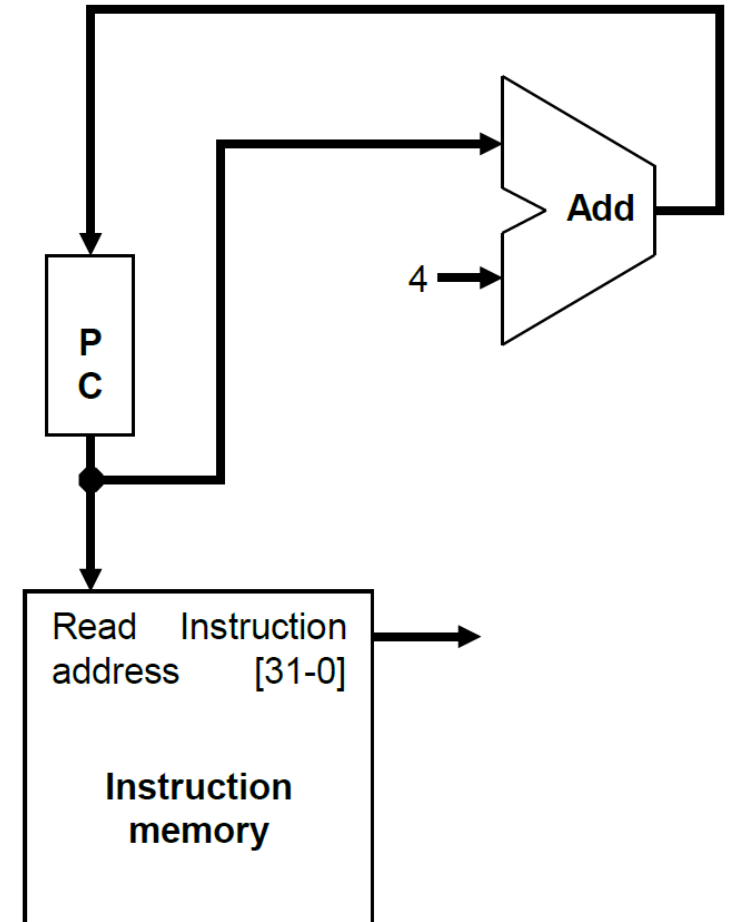 Add
4
P
C
Read Instruction
address [31-0]
Instruction
memory